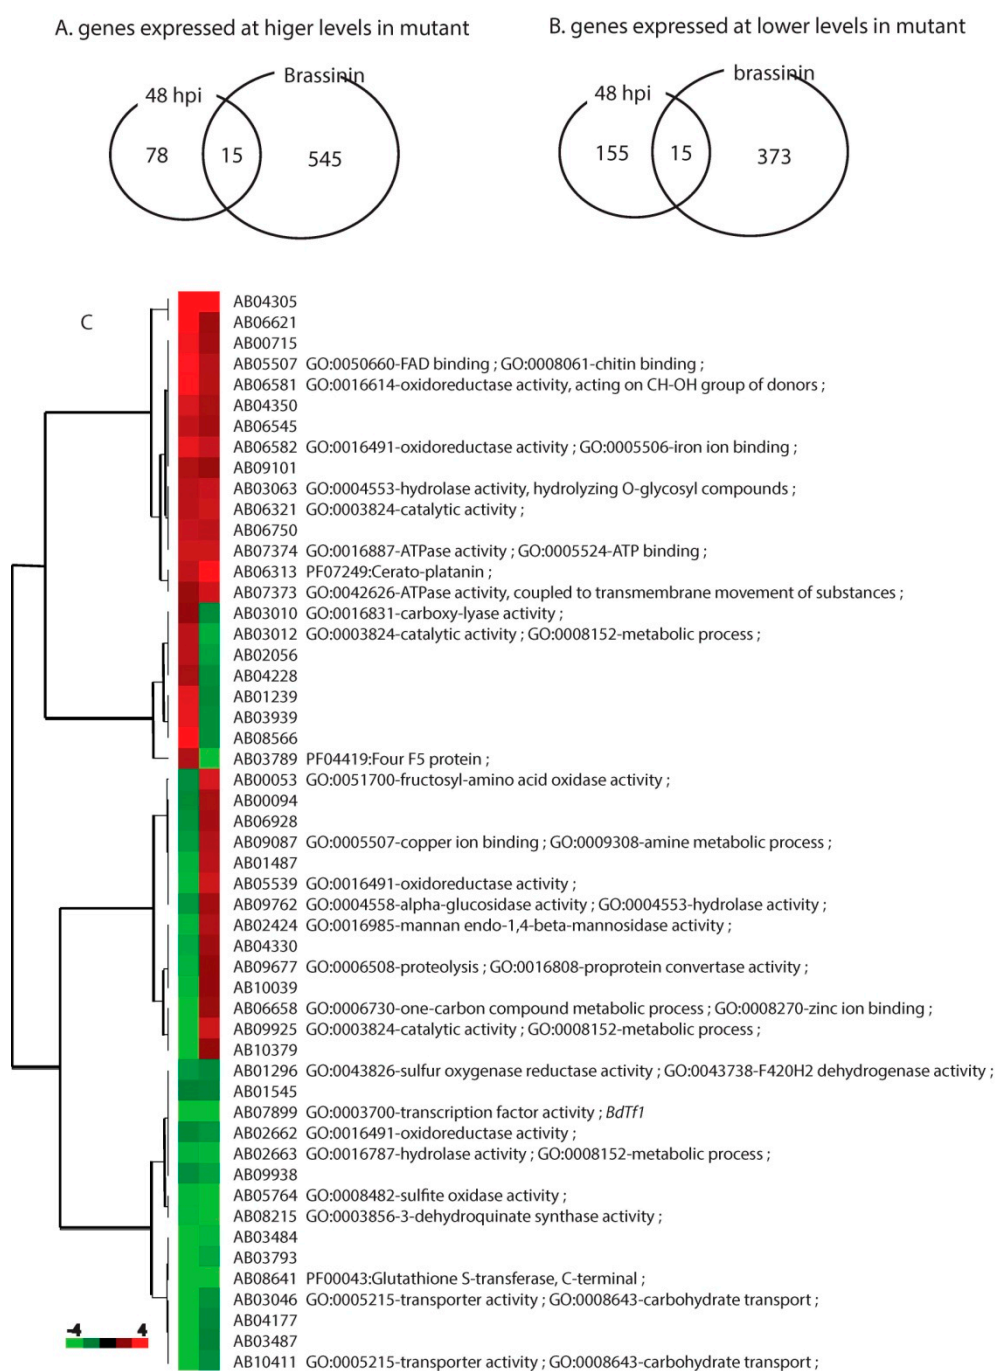 A. genes expressed at higer levels in mutant
B. genes expressed at lower levels in mutant
48 hpi
Brassinin
78
15
545
48 hpi
brassinin
155
15
373
C
AB04305
AB06621
AB00715
AB05507 GO:0050660-FAD binding ; GO:0008061-chitin binding ;
AB06581 GO:0016614-oxidoreductase activity, acting on CH-OH group of donors ;
AB04350
AB06545
AB06582 GO:0016491-oxidoreductase activity ; GO:0005506-iron ion binding ;
AB09101
AB03063 GO:0004553-hydrolase activity, hydrolyzing O-glycosyl compounds ;
AB06321 GO:0003824-catalytic activity ;
AB06750
AB07374 GO:0016887-ATPase activity ; GO:0005524-ATP binding ;
AB06313 PF07249:Cerato-platanin ;
AB07373 GO:0042626-ATPase activity, coupled to transmembrane movement of substances ;
AB03010 GO:0016831-carboxy-lyase activity ;
AB03012 GO:0003824-catalytic activity ; GO:0008152-metabolic process ;
AB02056
AB04228
AB01239
AB03939
AB08566
AB03789 PF04419:Four F5 protein ;
AB00053 GO:0051700-fructosyl-amino acid oxidase activity ;
AB00094
AB06928
AB09087 GO:0005507-copper ion binding ; GO:0009308-amine metabolic process ;
AB01487
AB05539 GO:0016491-oxidoreductase activity ;
AB09762 GO:0004558-alpha-glucosidase activity ; GO:0004553-hydrolase activity ;
AB02424 GO:0016985-mannan endo-1,4-beta-mannosidase activity ;
AB04330
AB09677 GO:0006508-proteolysis ; GO:0016808-proprotein convertase activity ;
AB10039
AB06658 GO:0006730-one-carbon compound metabolic process ; GO:0008270-zinc ion binding ;
AB09925 GO:0003824-catalytic activity ; GO:0008152-metabolic process ;
AB10379
AB01296 GO:0043826-sulfur oxygenase reductase activity ; GO:0043738-F420H2 dehydrogenase activity ;
AB01545
AB07899 GO:0003700-transcription factor activity ; BdTf1
AB02662 GO:0016491-oxidoreductase activity ;
AB02663 GO:0016787-hydrolase activity ; GO:0008152-metabolic process ;
AB09938
AB05764 GO:0008482-sulfite oxidase activity ;
AB08215 GO:0003856-3-dehydroquinate synthase activity ;
AB03484
AB03793
AB08641 PF00043:Glutathione S-transferase, C-terminal ;
AB03046 GO:0005215-transporter activity ; GO:0008643-carbohydrate transport ;
AB04177
AB03487
AB10411 GO:0005215-transporter activity ; GO:0008643-carbohydrate transport ;
-4 4